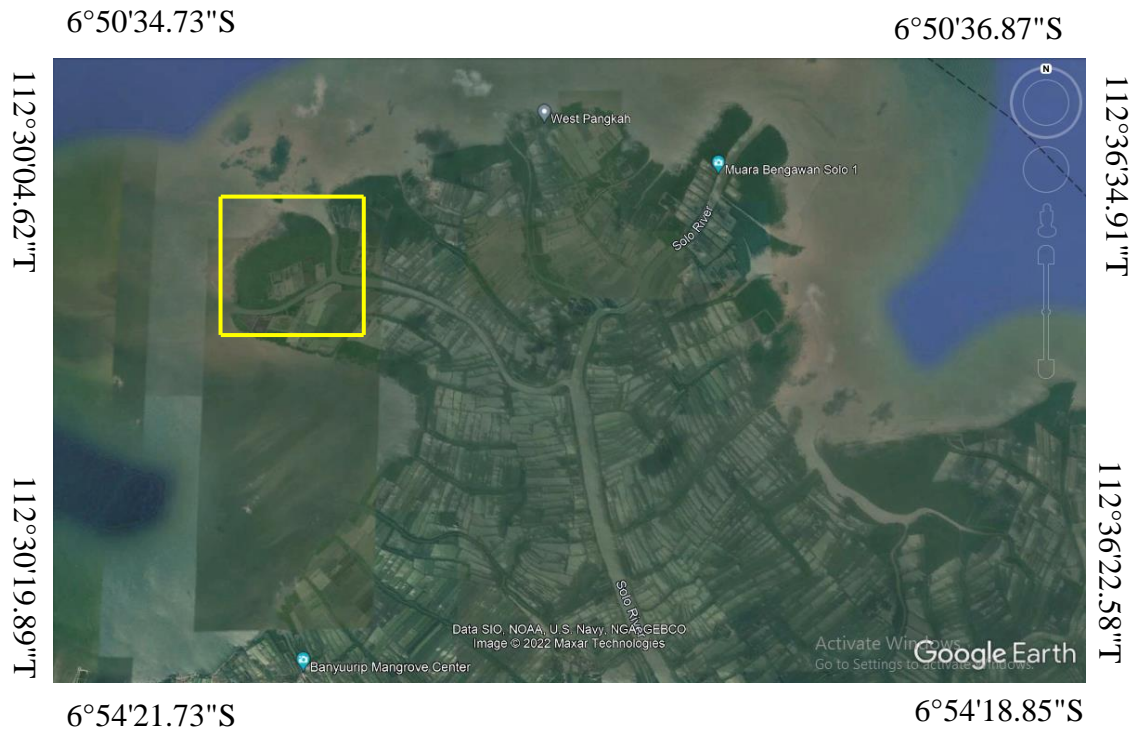 6°50'34.73"S
6°50'36.87"S
112°30'04.62"T
112°36'34.91"T
N
West Pangkah
Muara Bengawan Solo 1
Solo River
112°30'19.89"T
112°36'22.58"T
Solo River
Data SIO, NOAA, U.S. Navy, NGA, GEBCO
Image © 2022 Maxar Technologies
Activate Windows
Go to Settings to activate Windows.
Google Earth
Banyuurip Mangrove Center
6°54'21.73"S
6°54'18.85"S